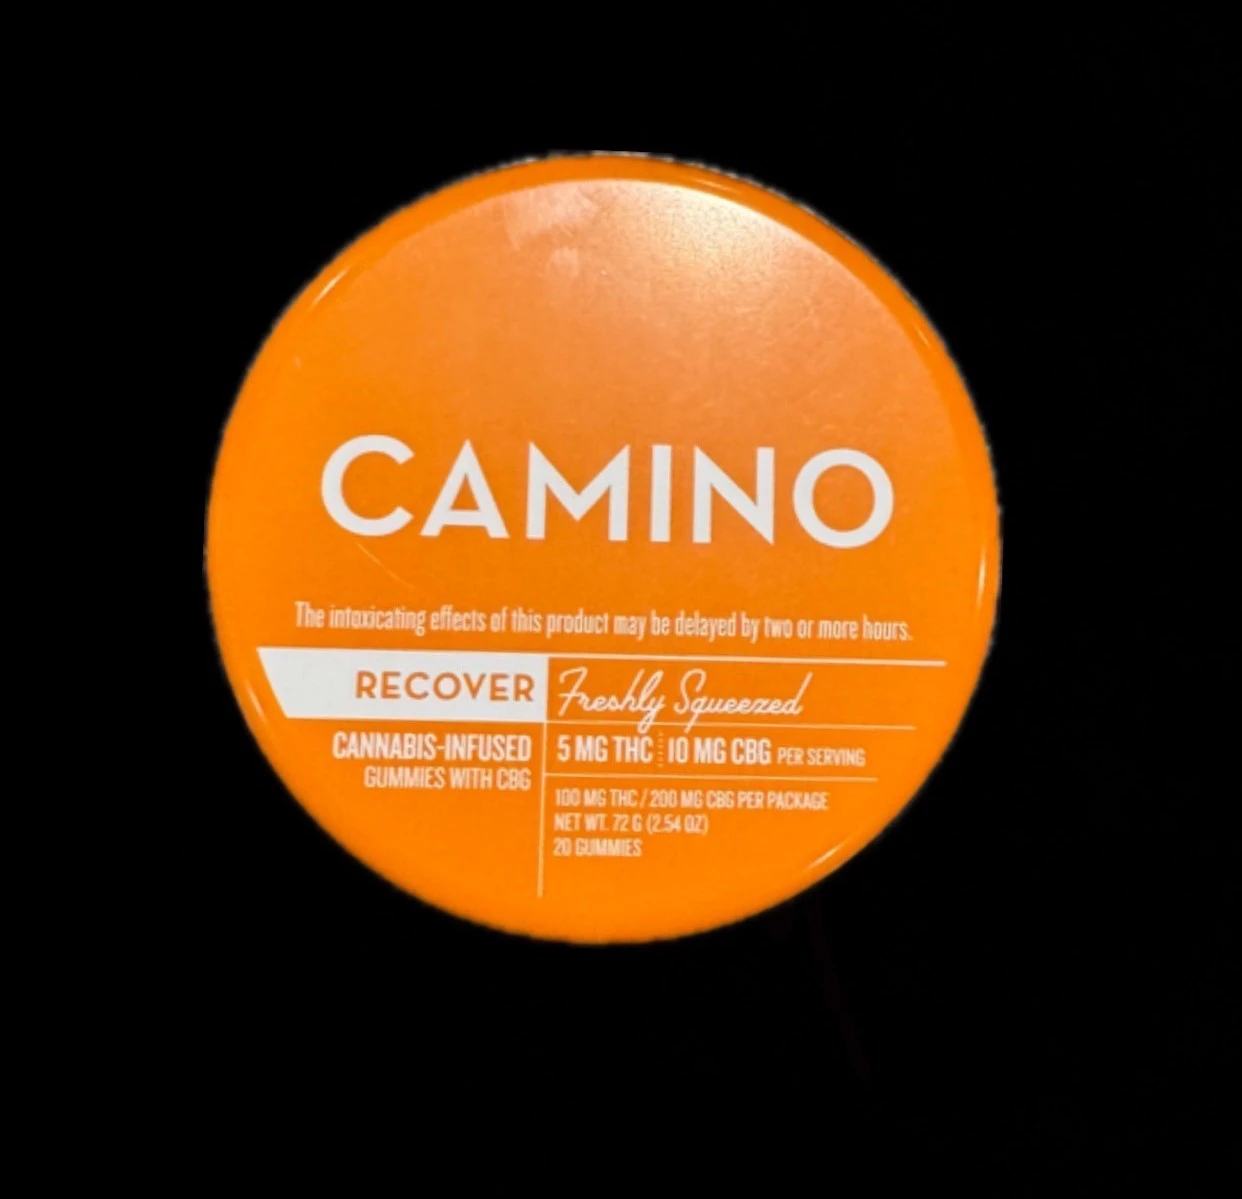 CAMINO
The intoxicating effects of this product may be delayed by two or more hours.
RECOVER
Freshly Squeezed
CANNABIS-INFUSED
GUMMIES WITH CBG
5 MG THC 10 MG CBG PER SERVING
100 MG THC / 200 MG CBG PER PACKAGE
NET WT. 72 G (2.54 OZ)
20 GUMMIES